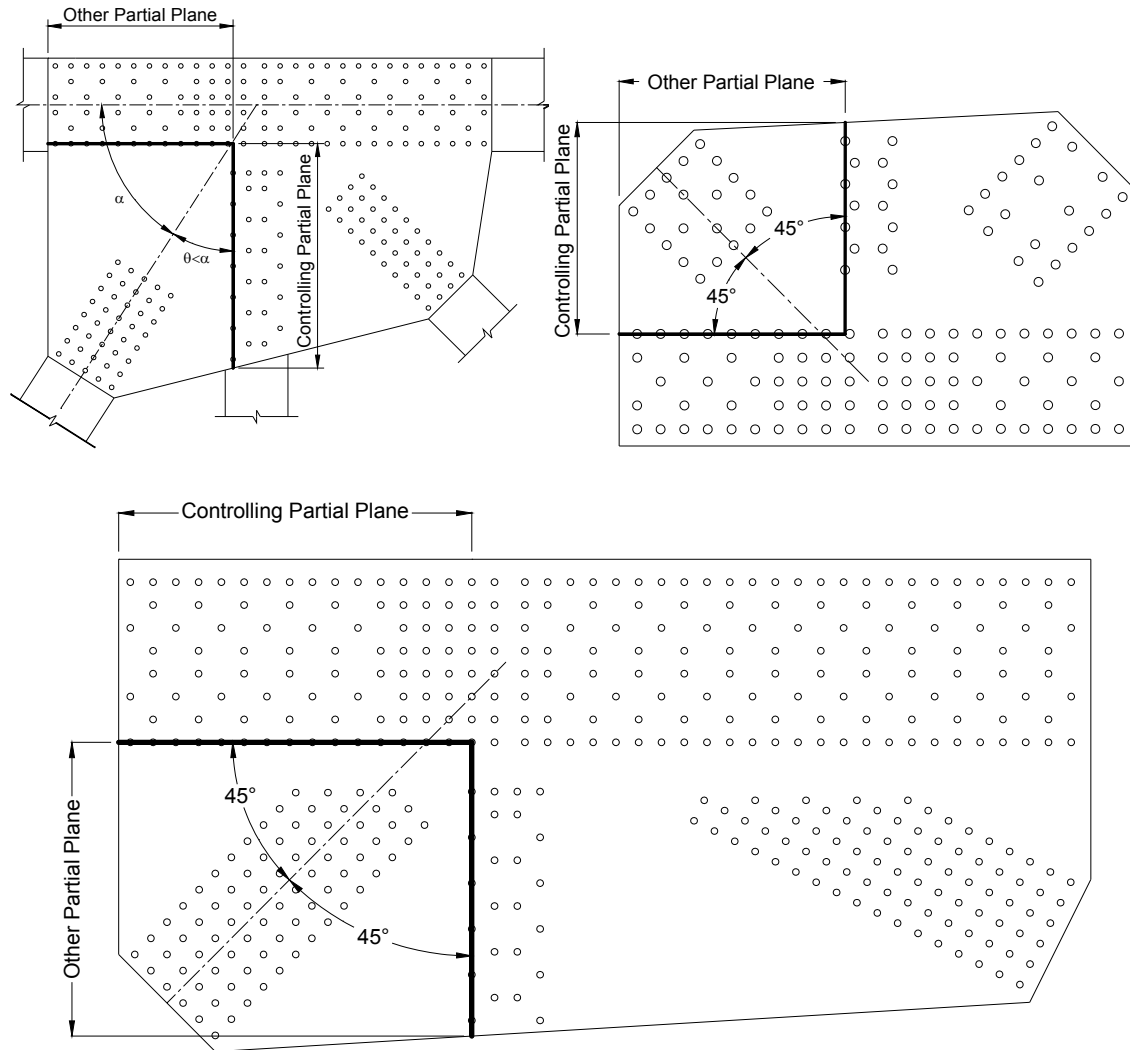 Other Partial Plane
α
θ<α
Controlling Partial Plane
Other Partial Plane
Controlling Partial Plane
45°
45°
Controlling Partial Plane
Other Partial Plane
45°
45°